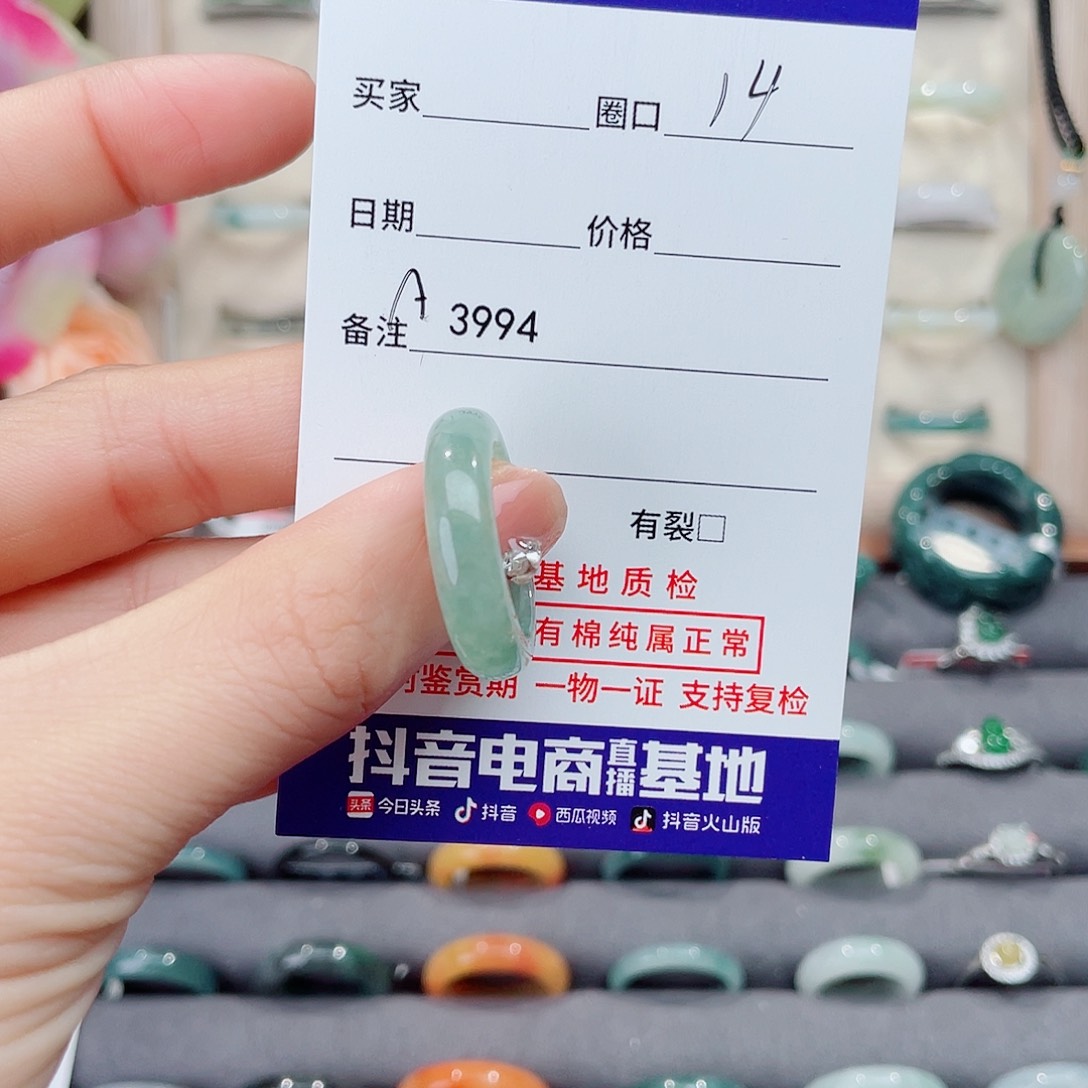 买家 圈口 14
日期 价格
备注 A 3994
有裂□
基地质检
有棉纯属正常
鉴赏期 一物一证 支持复检
抖音电商直播基地
头条 今日头条 抖音 西瓜视频 抖音火山版